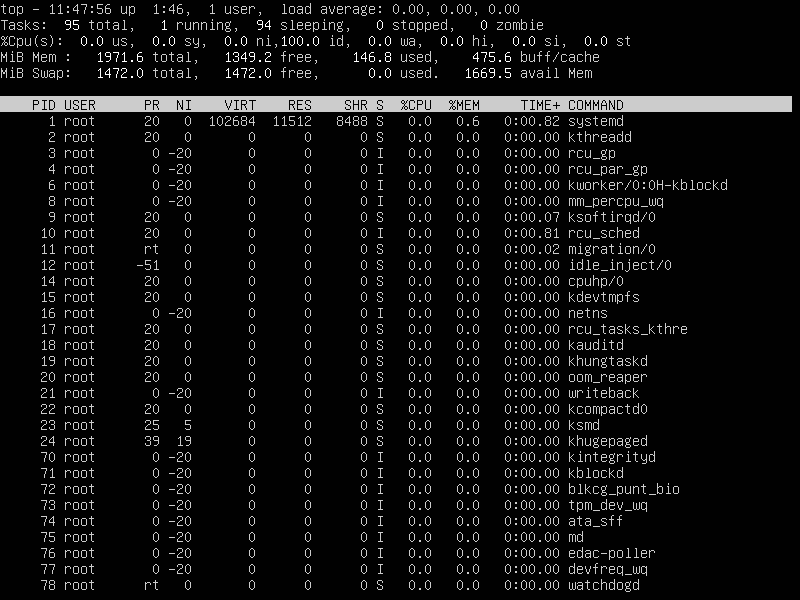 top - 11:47:56 up  1:46,  1 user,  load average: 0.00, 0.00, 0.00
Tasks:  95 total,   1 running,  94 sleeping,   0 stopped,   0 zombie
%Cpu(s):  0.0 us,  0.0 sy,  0.0 ni,100.0 id,  0.0 wa,  0.0 hi,  0.0 si,  0.0 st
MiB Mem :   1971.6 total,   1349.2 free,    146.8 used,    475.6 buff/cache
MiB Swap:   1472.0 total,   1472.0 free,      0.0 used.   1669.5 avail Mem
    PID USER      PR  NI    VIRT    RES    SHR S  %CPU  %MEM     TIME+ COMMAND
      1 root      20   0  102684  11512   8488 S   0.0   0.6   0:00.82 systemd
      2 root      20   0       0      0      0 S   0.0   0.0   0:00.00 kthreadd
      3 root       0 -20       0      0      0 I   0.0   0.0   0:00.00 rcu_gp
      4 root       0 -20       0      0      0 I   0.0   0.0   0:00.00 rcu_par_gp
      6 root       0 -20       0      0      0 I   0.0   0.0   0:00.00 kworker/0:0H-kblockd
      8 root       0 -20       0      0      0 I   0.0   0.0   0:00.00 mm_percpu_wq
      9 root      20   0       0      0      0 S   0.0   0.0   0:00.07 ksoftirqd/0
     10 root      20   0       0      0      0 I   0.0   0.0   0:00.81 rcu_sched
     11 root      rt   0       0      0      0 S   0.0   0.0   0:00.02 migration/0
     12 root     -51   0       0      0      0 S   0.0   0.0   0:00.00 idle_inject/0
     14 root      20   0       0      0      0 S   0.0   0.0   0:00.00 cpuhp/0
     15 root      20   0       0      0      0 S   0.0   0.0   0:00.00 kdevtmpfs
     16 root       0 -20       0      0      0 I   0.0   0.0   0:00.00 netns
     17 root      20   0       0      0      0 S   0.0   0.0   0:00.00 rcu_tasks_kthre
     18 root      20   0       0      0      0 S   0.0   0.0   0:00.00 kauditd
     19 root      20   0       0      0      0 S   0.0   0.0   0:00.00 khungtaskd
     20 root      20   0       0      0      0 S   0.0   0.0   0:00.00 oom_reaper
     21 root       0 -20       0      0      0 I   0.0   0.0   0:00.00 writeback
     22 root      20   0       0      0      0 S   0.0   0.0   0:00.00 kcompactd0
     23 root      25   5       0      0      0 S   0.0   0.0   0:00.00 ksmd
     24 root      39  19       0      0      0 S   0.0   0.0   0:00.00 khugepaged
     70 root       0 -20       0      0      0 I   0.0   0.0   0:00.00 kintegrityd
     71 root       0 -20       0      0      0 I   0.0   0.0   0:00.00 kblockd
     72 root       0 -20       0      0      0 I   0.0   0.0   0:00.00 blkcg_punt_bio
     73 root       0 -20       0      0      0 I   0.0   0.0   0:00.00 tpm_dev_wq
     74 root       0 -20       0      0      0 I   0.0   0.0   0:00.00 ata_sff
     75 root       0 -20       0      0      0 I   0.0   0.0   0:00.00 md
     76 root       0 -20       0      0      0 I   0.0   0.0   0:00.00 edac-poller
     77 root       0 -20       0      0      0 I   0.0   0.0   0:00.00 devfreq_wq
     78 root      rt   0       0      0      0 S   0.0   0.0   0:00.00 watchdogd